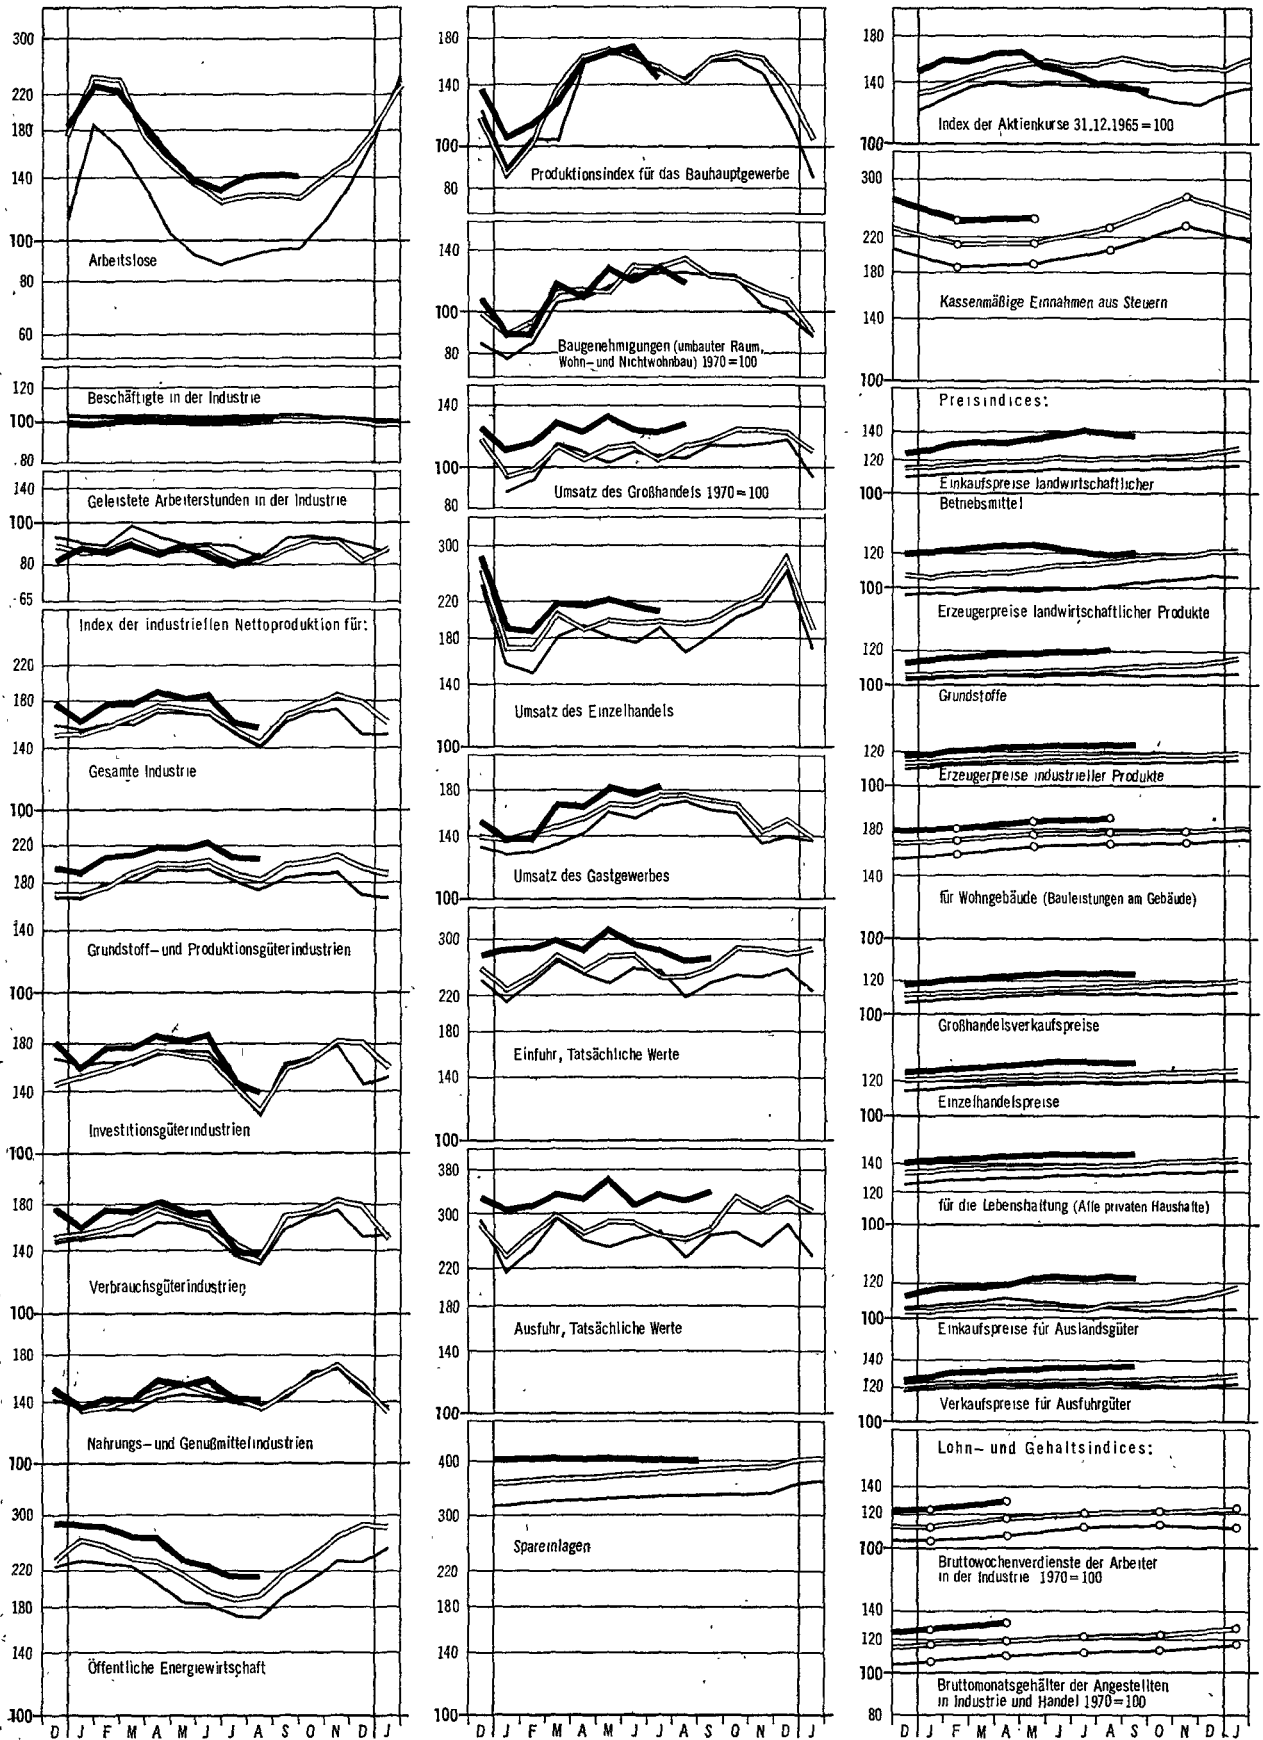 300
220
180
140
100
80
60
Arbeitslose
120
100
80
Beschäftigte in der Industrie
140
100
80
65
Geleistete Arbeiterstunden in der Industrie
Index der industriellen Nettoproduktion für:
220
180
140
Gesamte Industrie
100
220
180
140
Grundstoff- und Produktionsgüterindustrien
100
180
140
Investitionsgüterindustrien
100
180
140
Verbrauchsgüterindustrien
100
180
140
Nahrungs- und Genußmittelindustrien
100
300
220
180
140
Öffentliche Energiewirtschaft
100
D J F M A M J J A S O N D J
180
140
100
80
Produktionsindex für das Bauhauptgewerbe
140
100
80
Baugenehmigungen (umbauter Raum,
Wohn- und Nichtwohnbau) 1970=100
140
100
80
Umsatz des Großhandels 1970=100
300
220
180
140
Umsatz des Einzelhandels
100
180
140
Umsatz des Gastgewerbes
100
300
220
180
Einfuhr, Tatsächliche Werte
140
100
380
300
220
180
Ausfuhr, Tatsächliche Werte
140
100
400
300
Spareinlagen
220
180
140
100
D J F M A M J J A S O N D J
180
140
Index der Aktienkurse 31.12.1965=100
100
300
220
180
Kassenmäßige Einnahmen aus Steuern
140
100
Preisindices:
140
120
Einkaufspreise landwirtschaftlicher
100
Betriebsmittel
120
100
Erzeugerpreise landwirtschaftlicher Produkte
120
100
Grundstoffe
120
Erzeugerpreise industrieller Produkte
100
180
140
für Wohngebäude (Bauleistungen am Gebäude)
100
120
100
Großhandelsverkaufspreise
120
Einzelhandelspreise
100
140
120
für die Lebenshaltung (Alle privaten Haushalte)
100
120
100
Einkaufspreise für Auslandsgüter
140
120
Verkaufspreise für Ausfuhrgüter
100
Lohn- und Gehaltsindices:
140
120
100
Bruttowochenverdienste der Arbeiter
in der Industrie 1970=100
140
120
100
Bruttomonatsgehälter der Angestellten
in Industrie und Handel 1970=100
80
D J F M A M J J A S O N D J